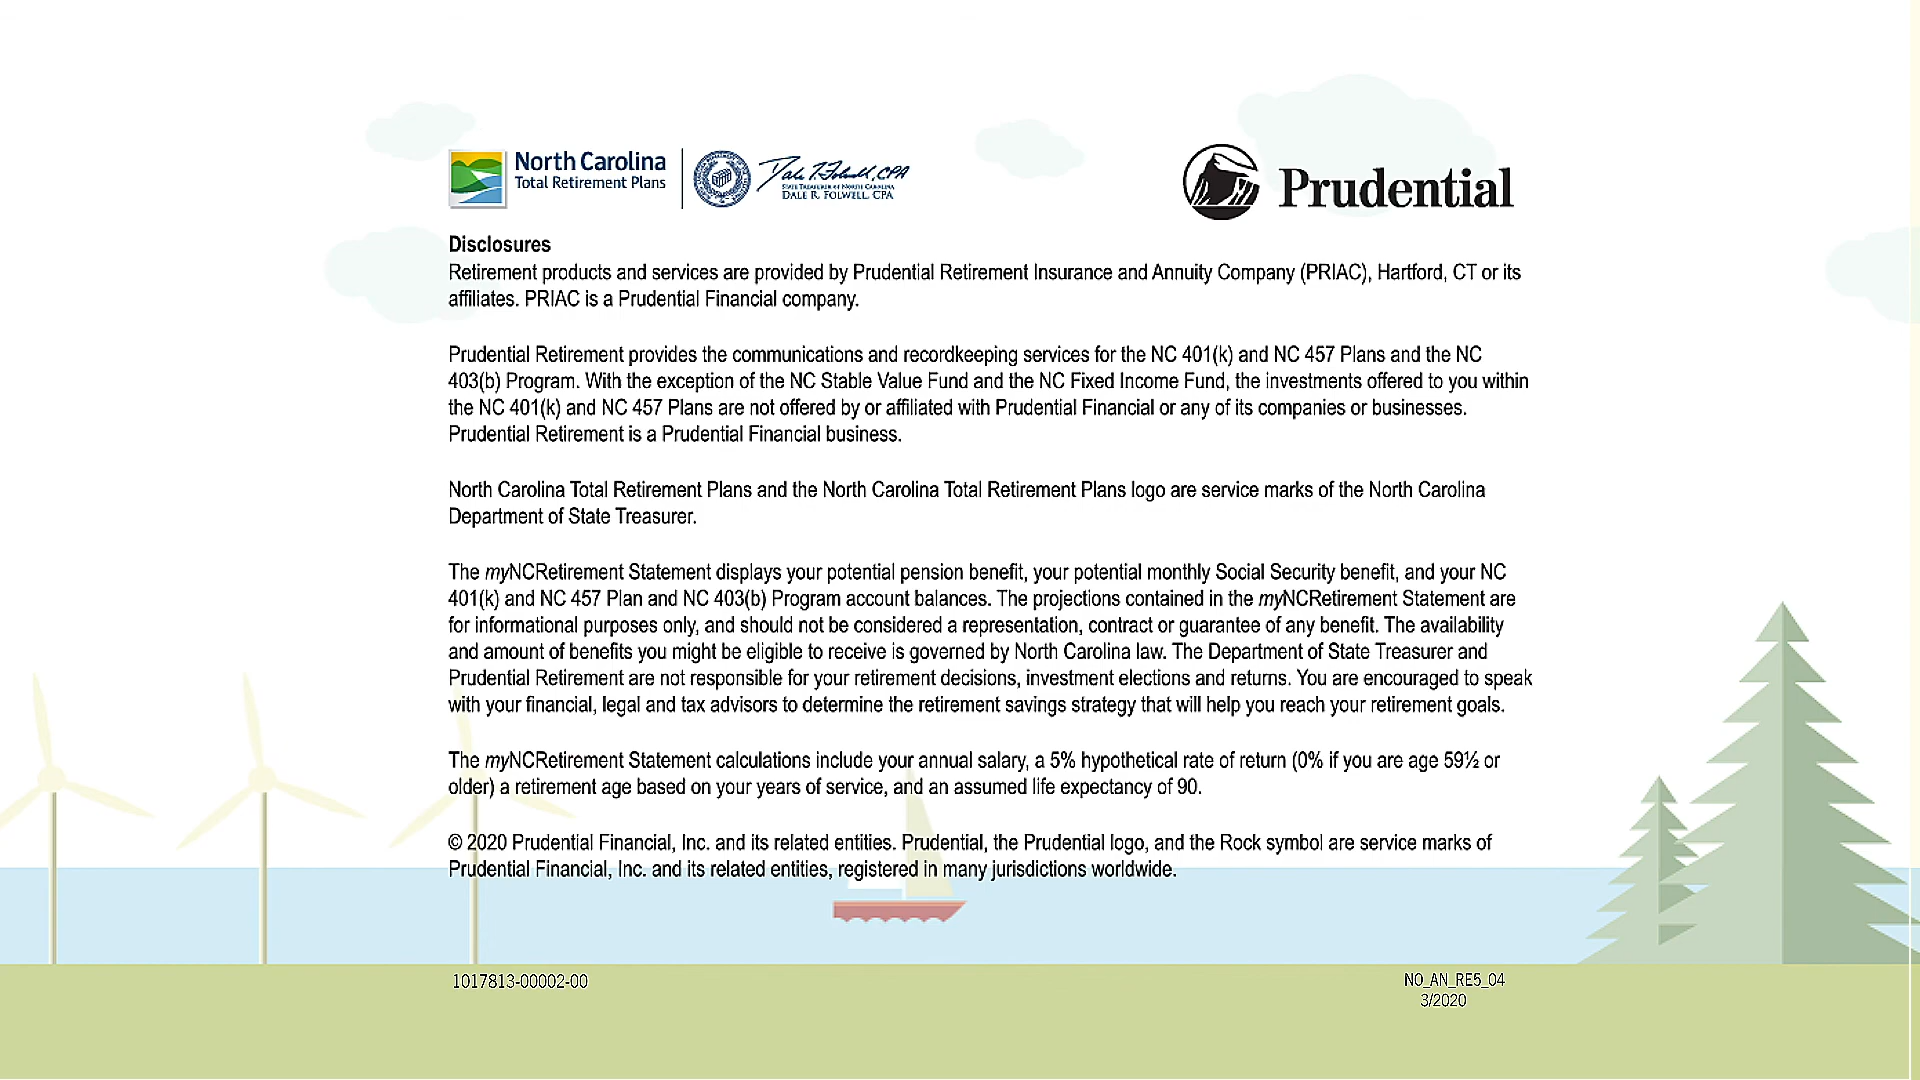 North Carolina
Total Retirement Plans
Dale R. Folwell, CPA
STATE TREASURER OF NORTH CAROLINA
DALE R. FOLWELL, CPA
Prudential
Disclosures
Retirement products and services are provided by Prudential Retirement Insurance and Annuity Company (PRIAC), Hartford, CT or its
affiliates. PRIAC is a Prudential Financial company.
Prudential Retirement provides the communications and recordkeeping services for the NC 401(k) and NC 457 Plans and the NC
403(b) Program. With the exception of the NC Stable Value Fund and the NC Fixed Income Fund, the investments offered to you within
the NC 401(k) and NC 457 Plans are not offered by or affiliated with Prudential Financial or any of its companies or businesses.
Prudential Retirement is a Prudential Financial business.
North Carolina Total Retirement Plans and the North Carolina Total Retirement Plans logo are service marks of the North Carolina
Department of State Treasurer.
The myNCRetirement Statement displays your potential pension benefit, your potential monthly Social Security benefit, and your NC
401(k) and NC 457 Plan and NC 403(b) Program account balances. The projections contained in the myNCRetirement Statement are
for informational purposes only, and should not be considered a representation, contract or guarantee of any benefit. The availability
and amount of benefits you might be eligible to receive is governed by North Carolina law. The Department of State Treasurer and
Prudential Retirement are not responsible for your retirement decisions, investment elections and returns. You are encouraged to speak
with your financial, legal and tax advisors to determine the retirement savings strategy that will help you reach your retirement goals.
The myNCRetirement Statement calculations include your annual salary, a 5% hypothetical rate of return (0% if you are age 59½ or
older) a retirement age based on your years of service, and an assumed life expectancy of 90.
© 2020 Prudential Financial, Inc. and its related entities. Prudential, the Prudential logo, and the Rock symbol are service marks of
Prudential Financial, Inc. and its related entities, registered in many jurisdictions worldwide.
1017813-00002-00
NO_AN_RE5_04
3/2020